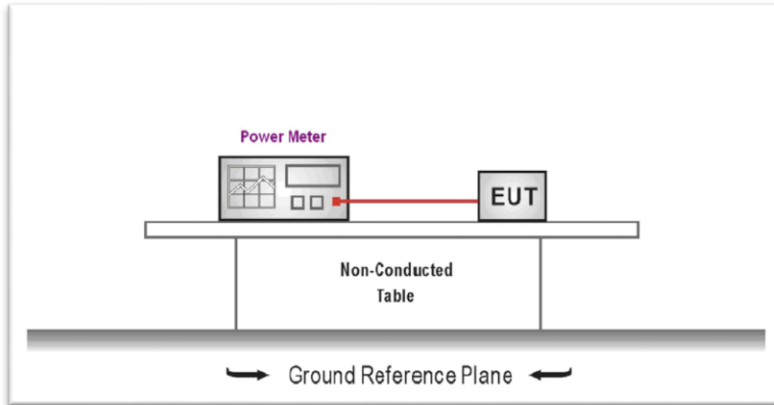 Power Meter
EUT
Non-Conducted
Table
Ground Reference Plane